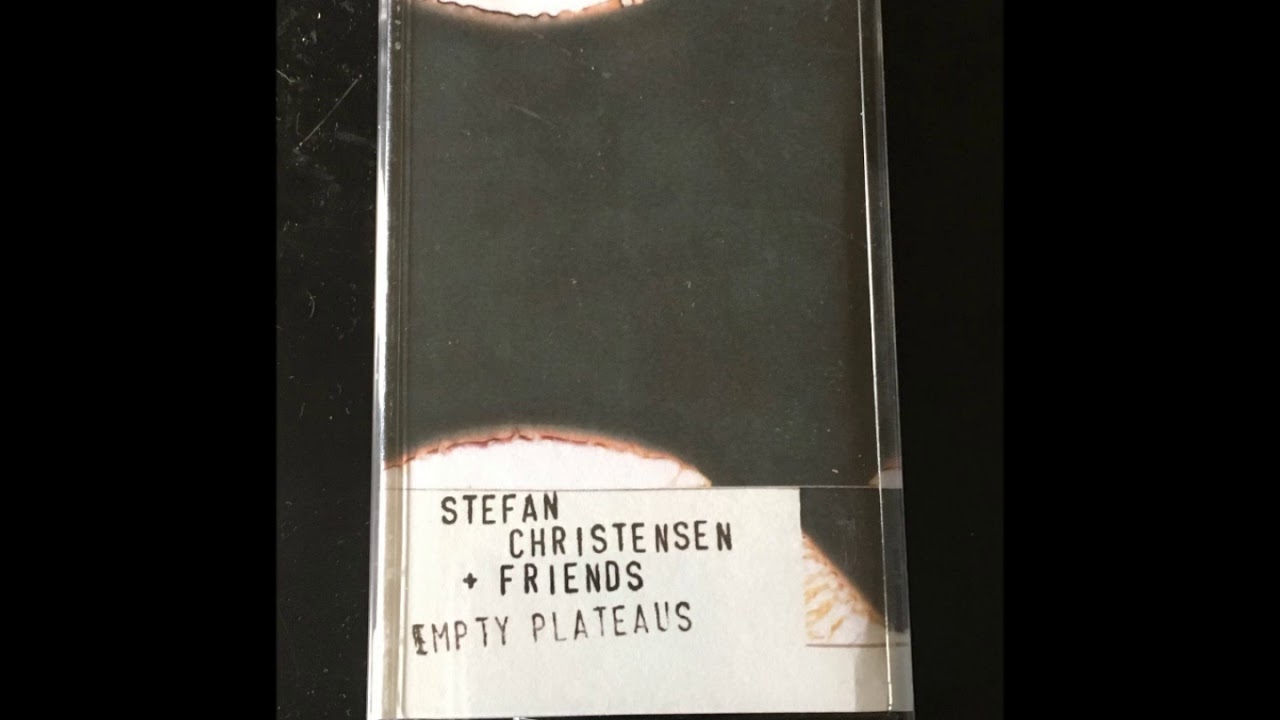 STEFAN
CHRISTENSEN
+ FRIENDS
EMPTY PLATEAUS